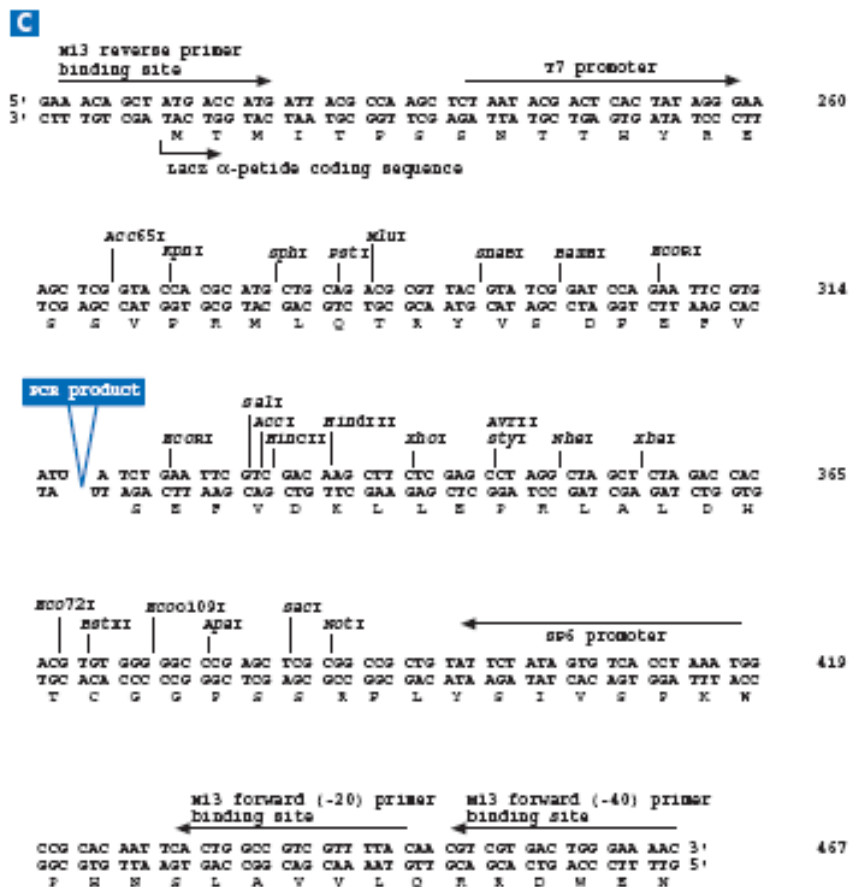 C
M13 reverse primer
binding site
T7 promoter
5' GAA ACA GCT ATG ACC ATG ATT ACG CCA AGC TCT AAT ACG ACT CAC TAT AGG GAA 260
3' CTT TGT CGA TAC TGG TAC TAA TGC GGT TCG AGA TTA TGC TGA GTG ATA TCC CTT
M T M I T P S S N T T H Y R E
LacZ α-petide coding sequence
Acc65I KpnI SphI PstI MluI SnaBI BamHI EcoRI
AGC TCG GTA CCA CGC ATG CTG CAG ACG CGT TAC GTA TCG GAT CCA GAA TTC GTG 314
TCG AGC CAT GGT GCG TAC GAC GTC TGC GCA ATG CAT AGC CTA GGT CTT AAG CAC
S S V P R M L Q T R Y V S D P E F V
PCR product
EcoRI SalI AccI HincII HindIII XhoI AvrII StyI NheI XbaI
ATU A TCT GAA TTC GTC GAC AAG CTT CTC GAG CCT AGG CTA GCT CTA GAC CAC 365
TA UT AGA CTT AAG CAG CTG TTC GAA GAG CTC GGA TCC GAT CGA GAT CTG GTG
S E F V D K L L E P R L A L D H
Eco72I BstXI EcoO109I ApaI SacI NotI
SP6 promoter
ACG TGT GGG GGC CCG AGC TCG CGG CCG CTG TAT TCT ATA GTG TCA CCT AAA TGG 419
TGC ACA CCC CCG GGC TCG AGC GCC GGC GAC ATA AGA TAT CAC AGT GGA TTT ACC
T C G G P S S R P L Y S I V S P K W
M13 forward (-20) primer
binding site
M13 forward (-40) primer
binding site
CCG CAC AAT TCA CTG GCC GTC GTT TTA CAA CGT CGT GAC TGG GAA AAC 3' 467
GGC GTG TTA AGT GAC CGG CAG CAA AAT GTT GCA GCA CTG ACC CTT TTG 5'
P H N S L A V V L Q R R D W E N